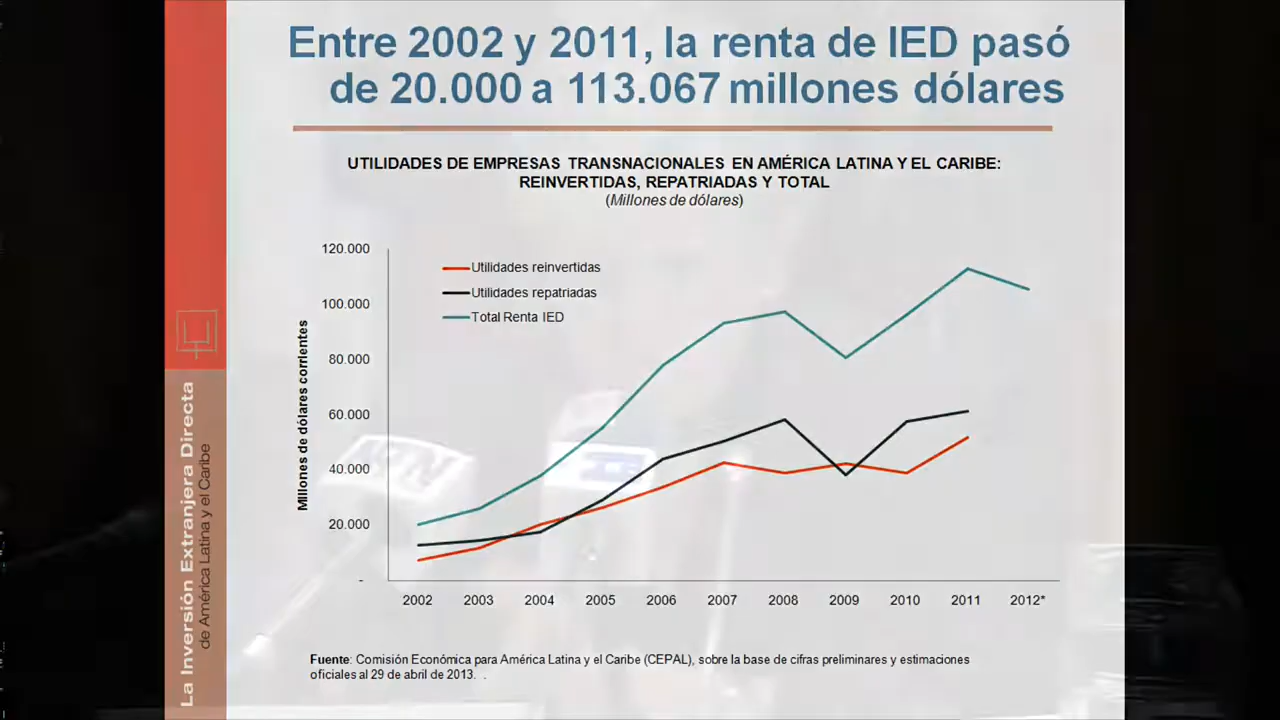 Entre 2002 y 2011, la renta de IED pasó
de 20.000 a 113.067 millones dólares
UTILIDADES DE EMPRESAS TRANSNACIONALES EN AMÉRICA LATINA Y EL CARIBE:
REINVERTIDAS, REPATRIADAS Y TOTAL
(Millones de dólares)
Millones de dólares corrientes
120.000
100.000
80.000
60.000
40.000
20.000
-
Utilidades reinvertidas
Utilidades repatriadas
Total Renta IED
2002 2003 2004 2005 2006 2007 2008 2009 2010 2011 2012*
Fuente: Comisión Económica para América Latina y el Caribe (CEPAL), sobre la base de cifras preliminares y estimaciones
oficiales al 29 de abril de 2013. .
La Inversión Extranjera Directa
de América Latina y el Caribe